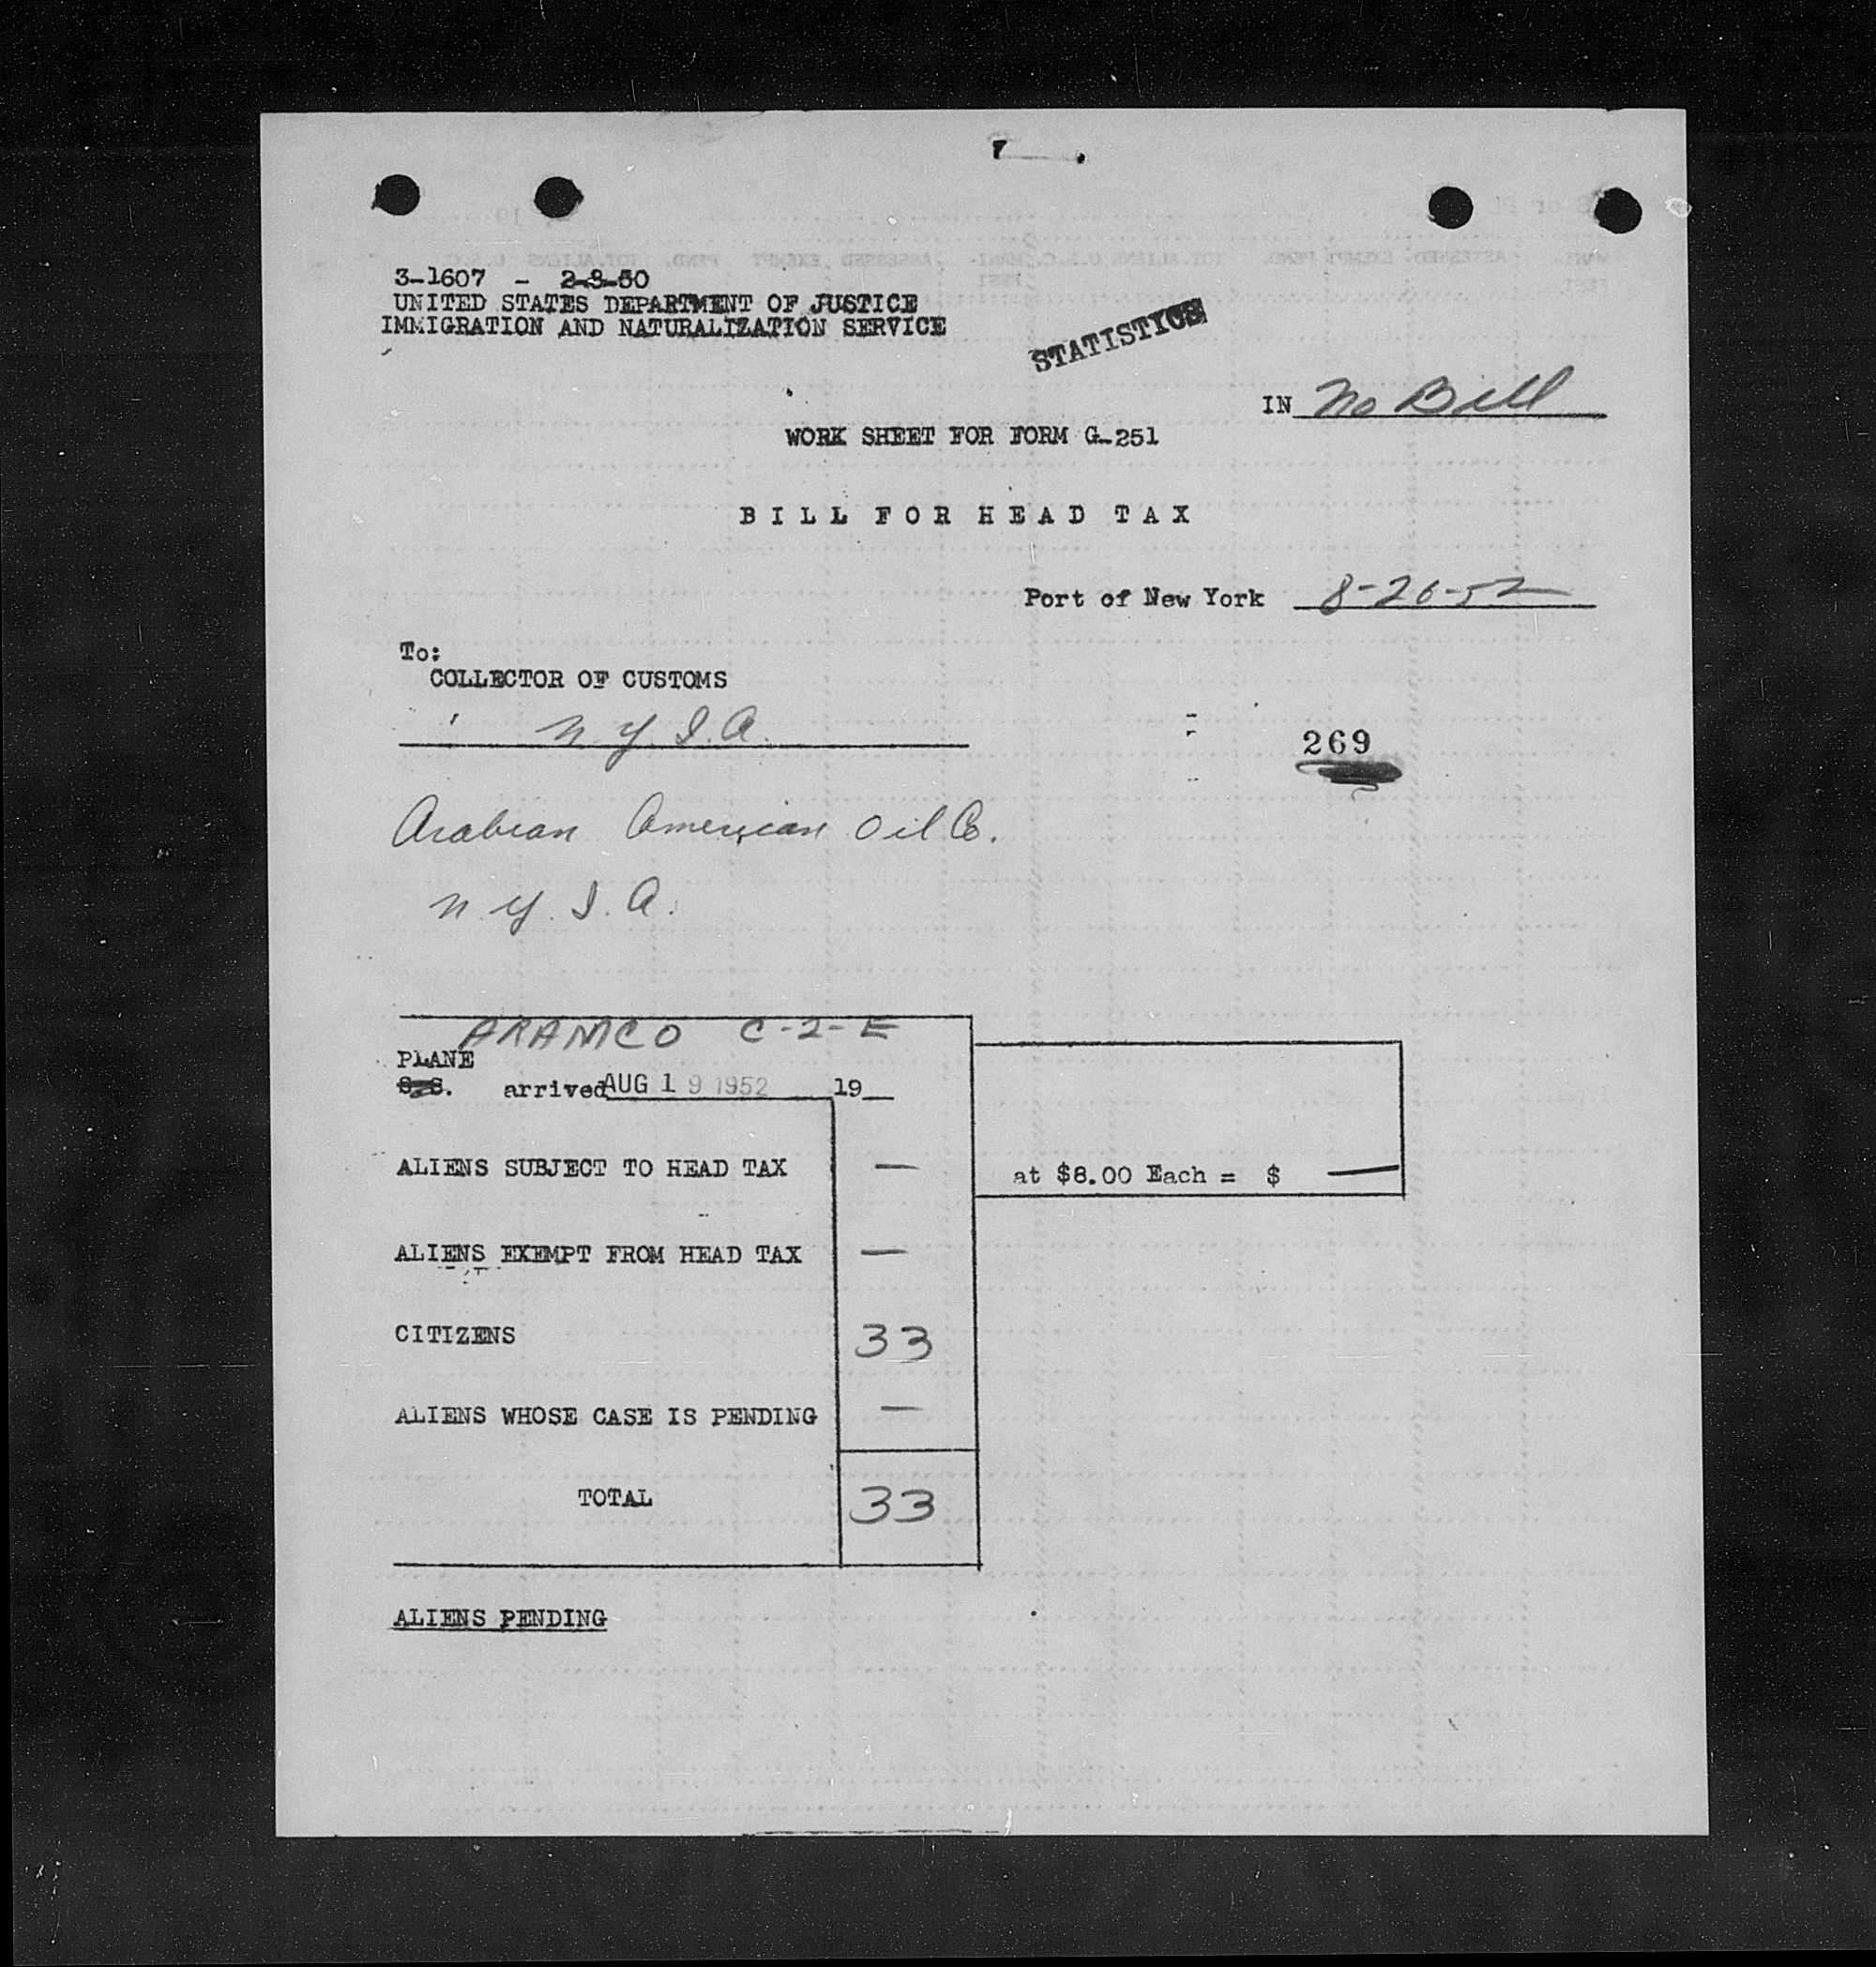 3-1607 - 2-3-50
UNITED STATES DEPARTMENT OF JUSTICE
IMMIGRATION AND NATURALIZATION SERVICE
STATISTICS
IN No Bill
WORK SHEET FOR FORM G-251
BILL FOR HEAD TAX
Port of New York 8-26-52
To:
COLLECTOR OF CUSTOMS
N.Y.I.A.
269
Arabian American Oil Co.
N.Y.I.A.
ARAMCO C-2-E
PLANE
S.S. arrived AUG 19 1952 19__
ALIENS SUBJECT TO HEAD TAX — at $8.00 Each = $ —
ALIENS EXEMPT FROM HEAD TAX —
CITIZENS 33
ALIENS WHOSE CASE IS PENDING —
TOTAL 33
ALIENS PENDING